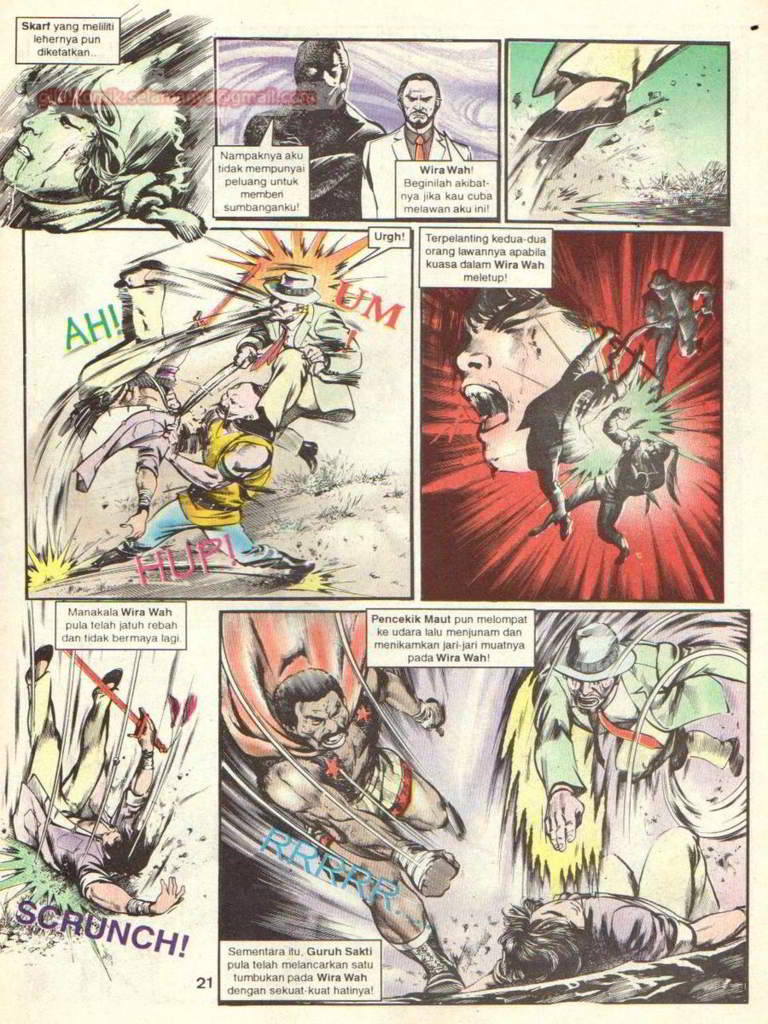 Skarf yang meliliti
lehernya pun
diketatkan..
gilakomik.selamanya@gmail.com
Nampaknya aku
tidak mempunyai
peluang untuk
memberi
sumbanganku!
Wira Wah!
Beginilah akibat-
nya jika kau cuba
melawan aku ini!
Urgh!
AH!
UM
!
HUP!
Terpelanting kedua-dua
orang lawannya apabila
kuasa dalam Wira Wah
meletup!
Manakala Wira Wah
pula telah jatuh rebah
dan tidak bermaya lagi.
SCRUNCH!
Pencekik Maut pun melompat
ke udara lalu menjunam dan
menikamkan jari-jari muatnya
pada Wira Wah!
RRRRR...
Sementara itu, Guruh Sakti
pula telah melancarkan satu
tumbukan pada Wira Wah
dengan sekuat-kuat hatinya!
21